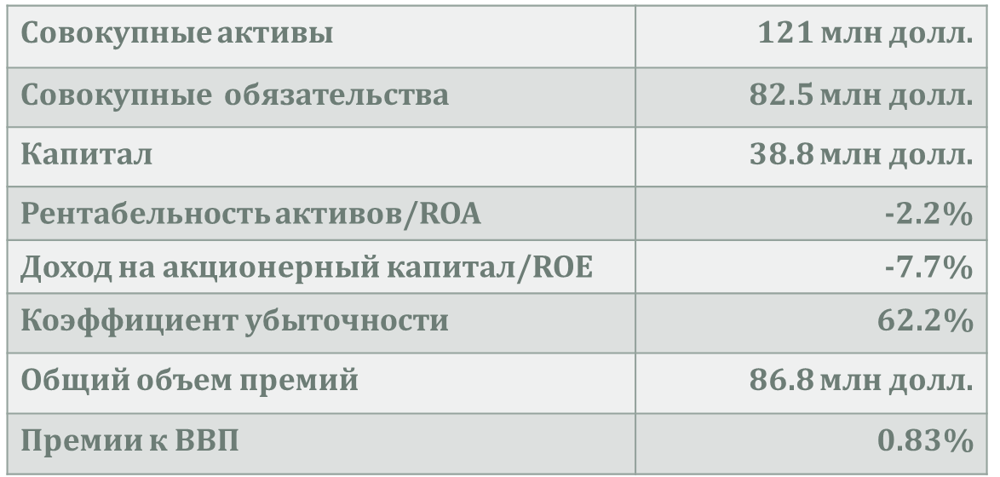 Совокупные активы 121 млн долл.
Совокупные обязательства 82.5 млн долл.
Капитал 38.8 млн долл.
Рентабельность активов/ROA -2.2%
Доход на акционерный капитал/ROE -7.7%
Коэффициент убыточности 62.2%
Общий объем премий 86.8 млн долл.
Премии к ВВП 0.83%